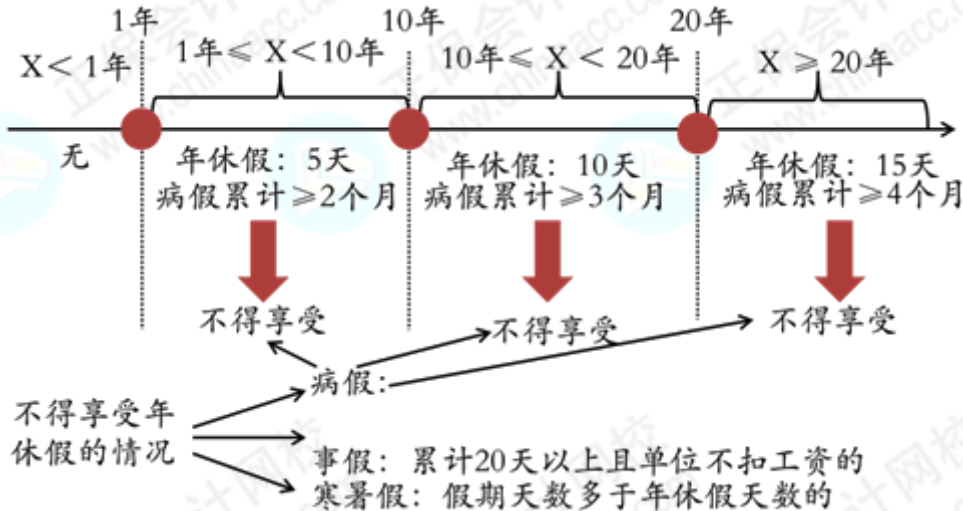 1年 10年 20年
X < 1年 1年≤ X <10年 10年≤ X < 20年 X ≥ 20年
无 年休假：5天 年休假：10天 年休假：15天
病假累计≥2个月 病假累计≥3个月 病假累计≥4个月
不得享受 不得享受 不得享受
病假：
不得享受年
休假的情况
事假：累计20天以上且单位不扣工资的
寒暑假：假期天数多于年休假天数的